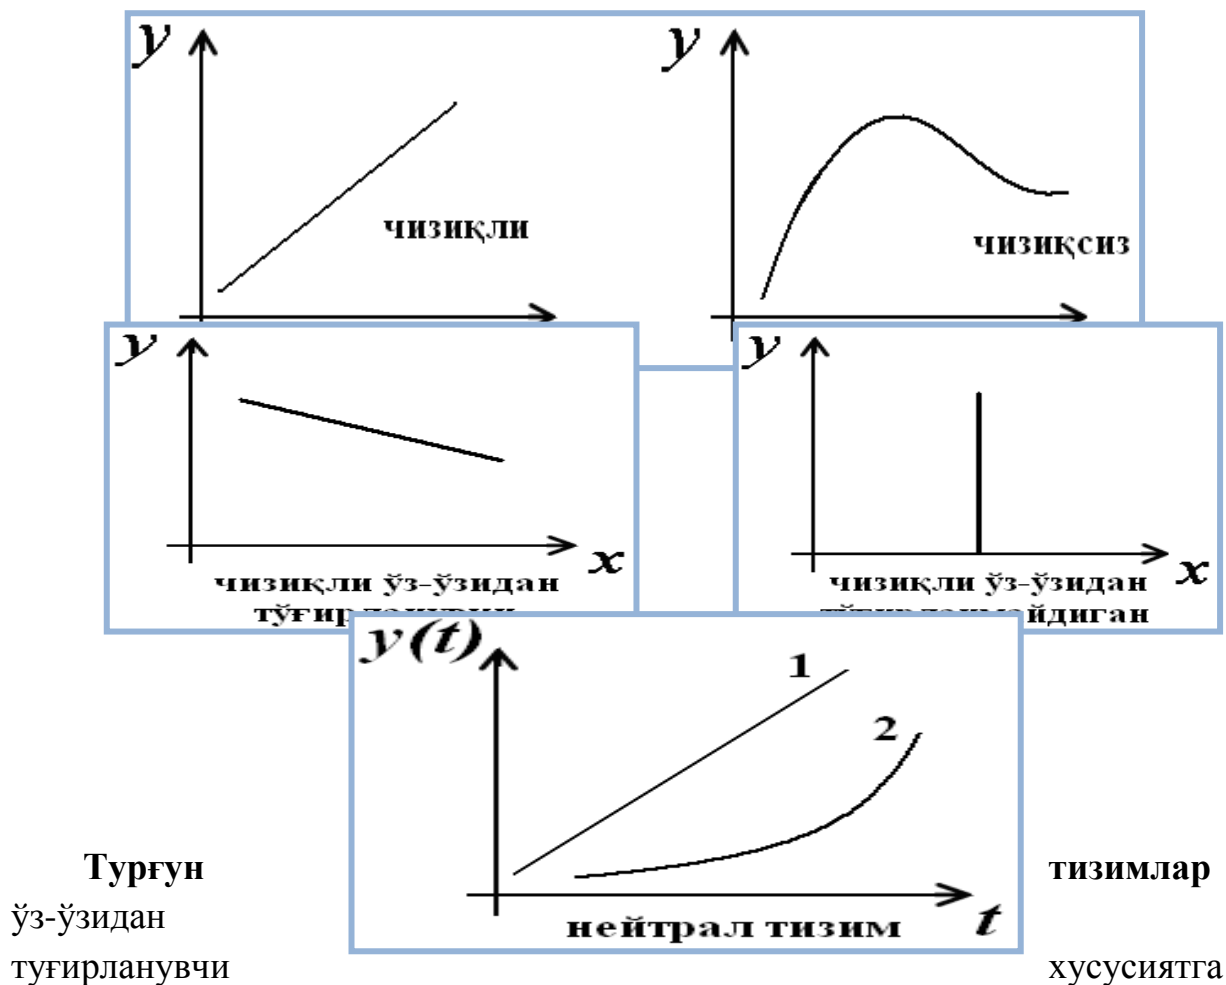 y y
чизиқли
чизиқсиз
y y
x x
чизиқли ўз-ўзидан
чизиқли ўз-ўзидан
y(t)
1
2
нейтрал тизим t
Турғун тизимлар
ўз-ўзидан
туғирланувчи хусусиятга